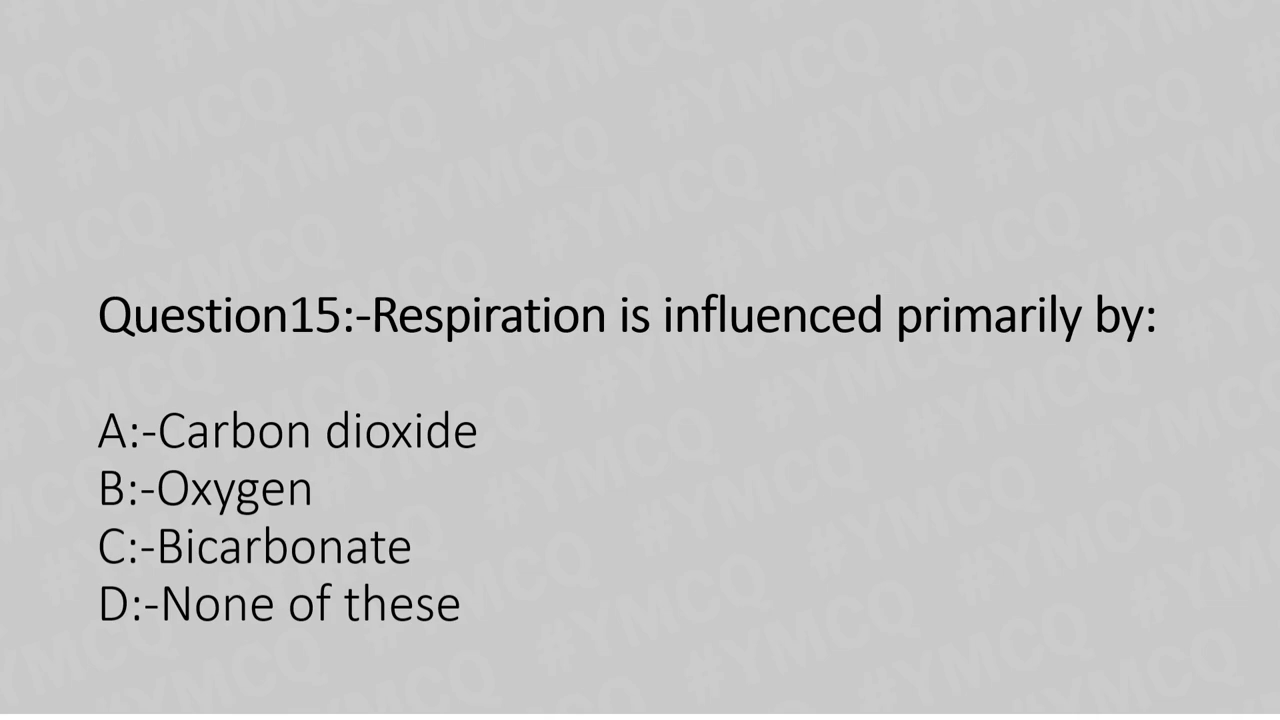 Question15:-Respiration is influenced primarily by:
A:-Carbon dioxide
B:-Oxygen
C:-Bicarbonate
D:-None of these